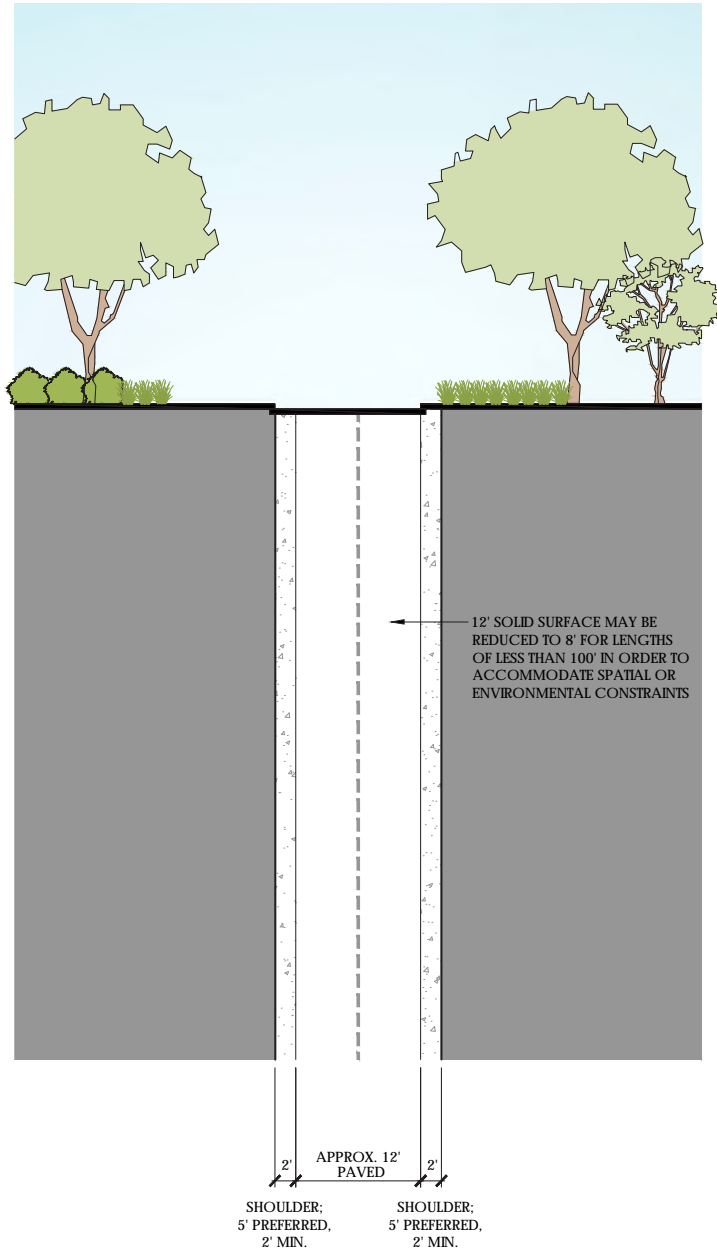 12' SOLID SURFACE MAY BE
REDUCED TO 8' FOR LENGTHS
OF LESS THAN 100' IN ORDER TO
ACCOMMODATE SPATIAL OR
ENVIRONMENTAL CONSTRAINTS
2'
APPROX. 12'
PAVED
2'
SHOULDER;
5' PREFERRED,
2' MIN.
SHOULDER;
5' PREFERRED,
2' MIN.